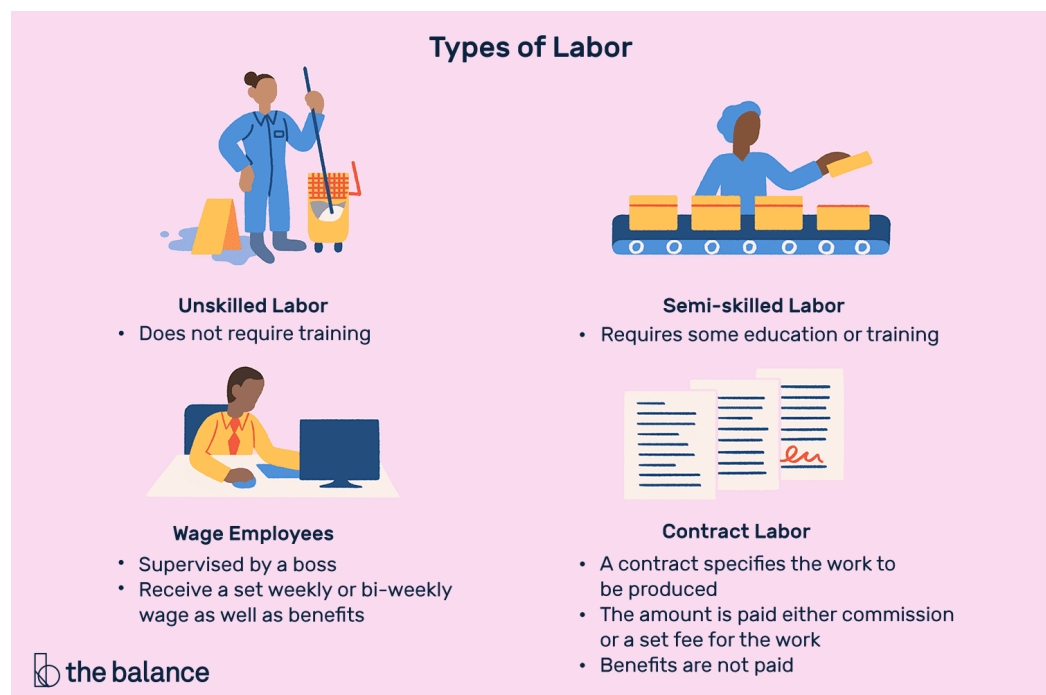 Types of Labor
Unskilled Labor
• Does not require training
Semi-skilled Labor
• Requires some education or training
Wage Employees
• Supervised by a boss
• Receive a set weekly or bi-weekly
wage as well as benefits
Contract Labor
• A contract specifies the work to
be produced
• The amount is paid either commission
or a set fee for the work
• Benefits are not paid
the balance